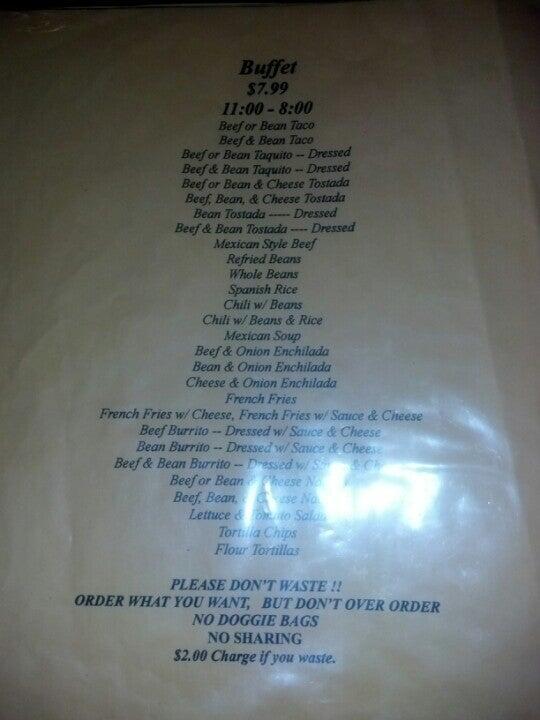 Buffet
$7.99
11:00 - 8:00
Beef or Bean Taco
Beef & Bean Taco
Beef or Bean Taquito -- Dressed
Beef & Bean Taquito -- Dressed
Beef or Bean & Cheese Tostada
Beef, Bean, & Cheese Tostada
Bean Tostada ----- Dressed
Beef & Bean Tostada ---- Dressed
Mexican Style Beef
Refried Beans
Whole Beans
Spanish Rice
Chili w/ Beans
Chili w/ Beans & Rice
Mexican Soup
Beef & Onion Enchilada
Bean & Onion Enchilada
Cheese & Onion Enchilada
French Fries
French Fries w/ Cheese, French Fries w/ Sauce & Cheese
Beef Burrito -- Dressed w/ Sauce & Cheese
Bean Burrito -- Dressed w/ Sauce & Cheese
Beef & Bean Burrito -- Dressed w/ &
Beef or Bean & Cheese
Beef, Bean, & Cheese
Lettuce & Tomato Salad
Tortilla Chips
Flour Tortillas
PLEASE DON'T WASTE !!
ORDER WHAT YOU WANT, BUT DON'T OVER ORDER
NO DOGGIE BAGS
NO SHARING
$2.00 Charge if you waste.